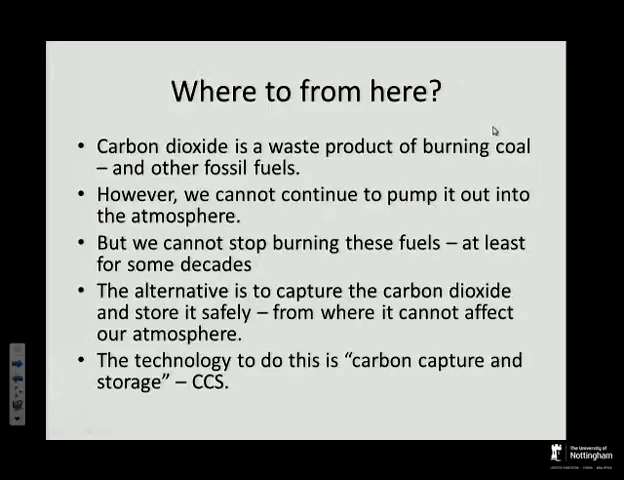 Where to from here?
• Carbon dioxide is a waste product of burning coal
– and other fossil fuels.
• However, we cannot continue to pump it out into
the atmosphere.
• But we cannot stop burning these fuels – at least
for some decades
• The alternative is to capture the carbon dioxide
and store it safely – from where it cannot affect
our atmosphere.
• The technology to do this is “carbon capture and
storage” – CCS.
The University of
Nottingham